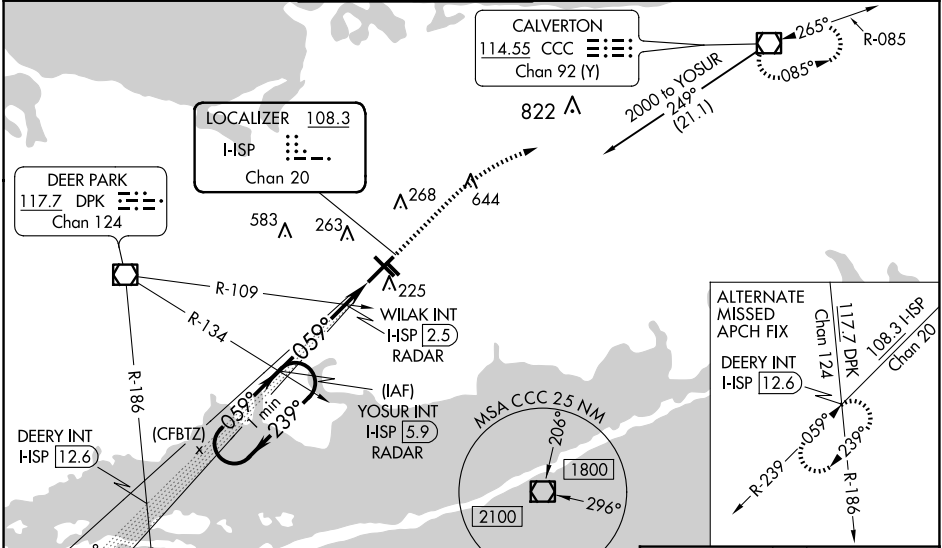 CALVERTON
114.55 CCC
Chan 92 (Y)
265°
R-085
085°
2000 to YOSUR
249°
(21.1)
822
LOCALIZER 108.3
I-ISP
Chan 20
DEER PARK
117.7 DPK
Chan 124
268
644
583
263
225
R-109
WILAK INT
I-ISP 2.5
RADAR
R-134
059°
R-186
(IAF)
YOSUR INT
I-ISP 5.9
RADAR
059°
1 min
239°
(CFBTZ)
x
DEERY INT
I-ISP 12.6
MSA CCC 25 NM
206°
1800
296°
2100
ALTERNATE
MISSED
APCH FIX
117.7 DPK
Chan 124
108.3 I-ISP
Chan 20
DEERY INT
I-ISP 12.6
059°
239°
R-239
R-186